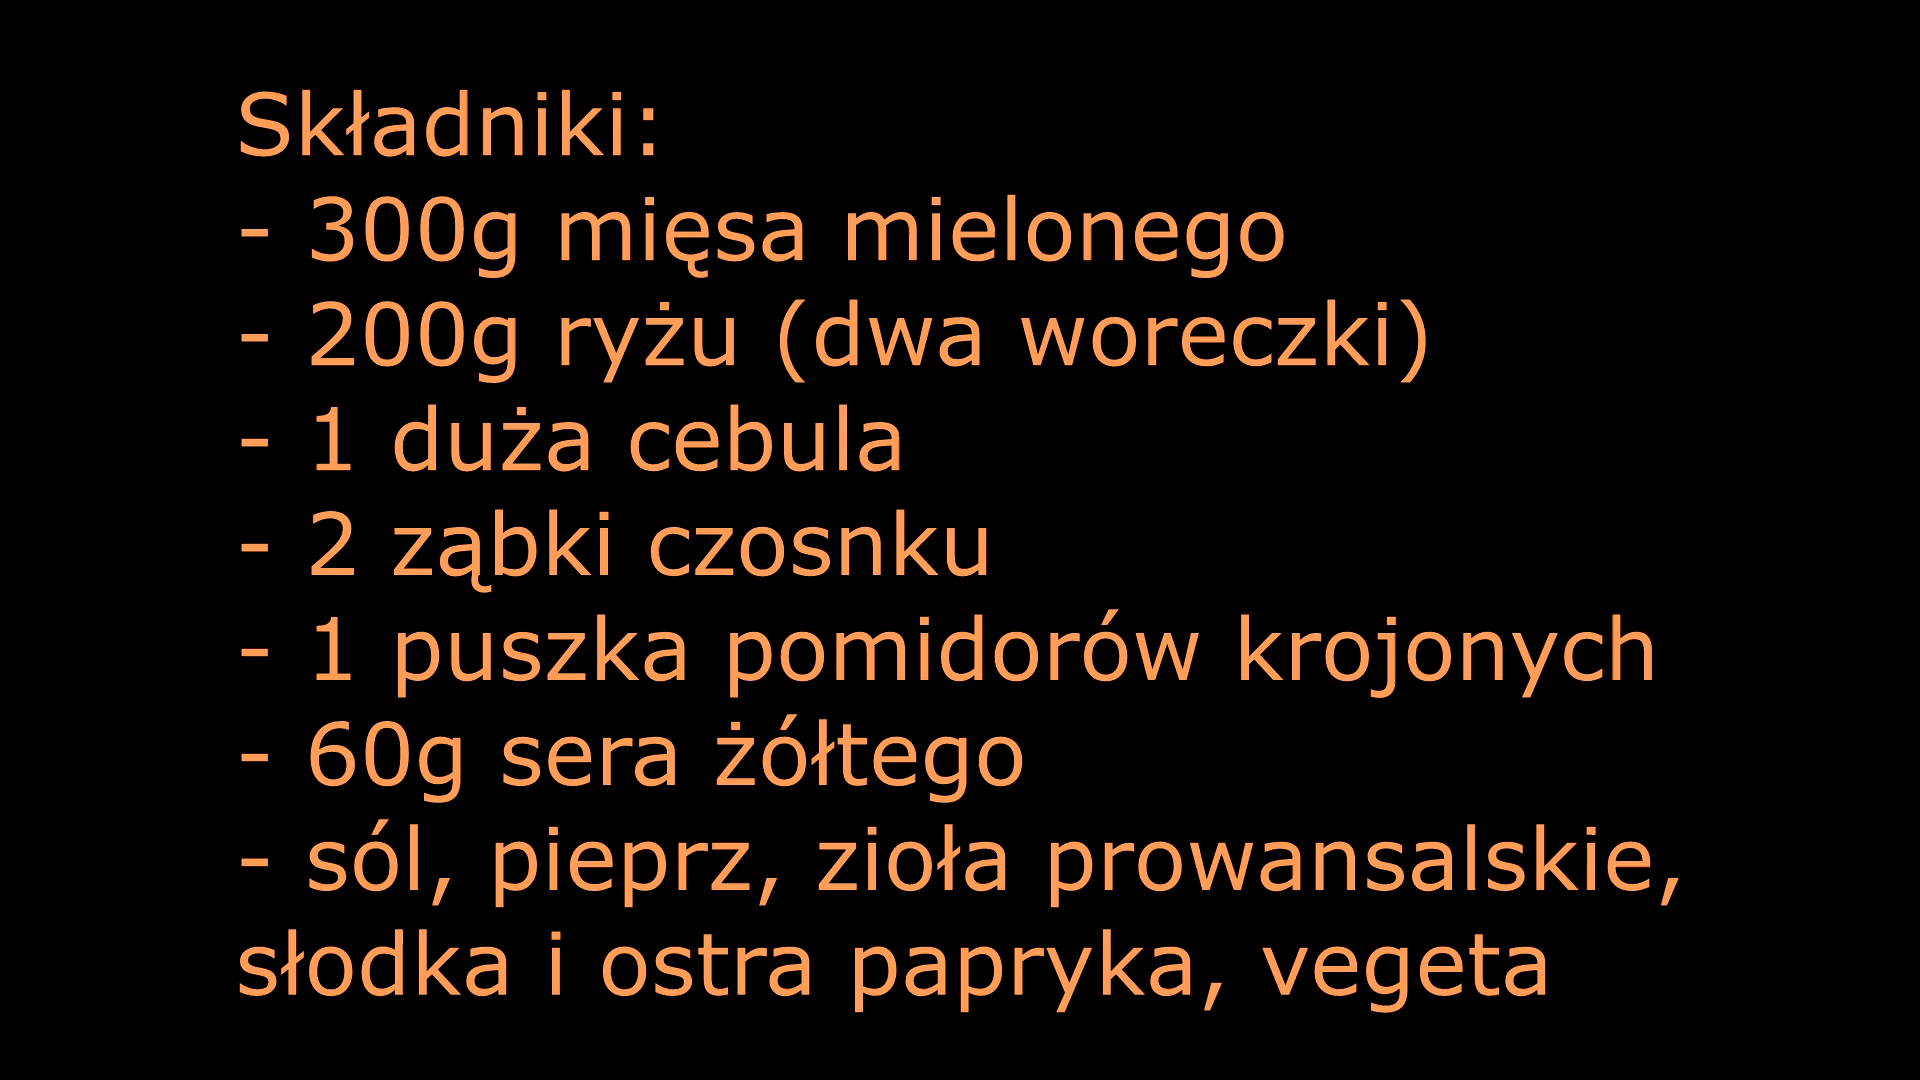 Składniki:
- 300g mięsa mielonego
- 200g ryżu (dwa woreczki)
- 1 duża cebula
- 2 ząbki czosnku
- 1 puszka pomidorów krojonych
- 60g sera żółtego
- sól, pieprz, zioła prowansalskie,
słodka i ostra papryka, vegeta